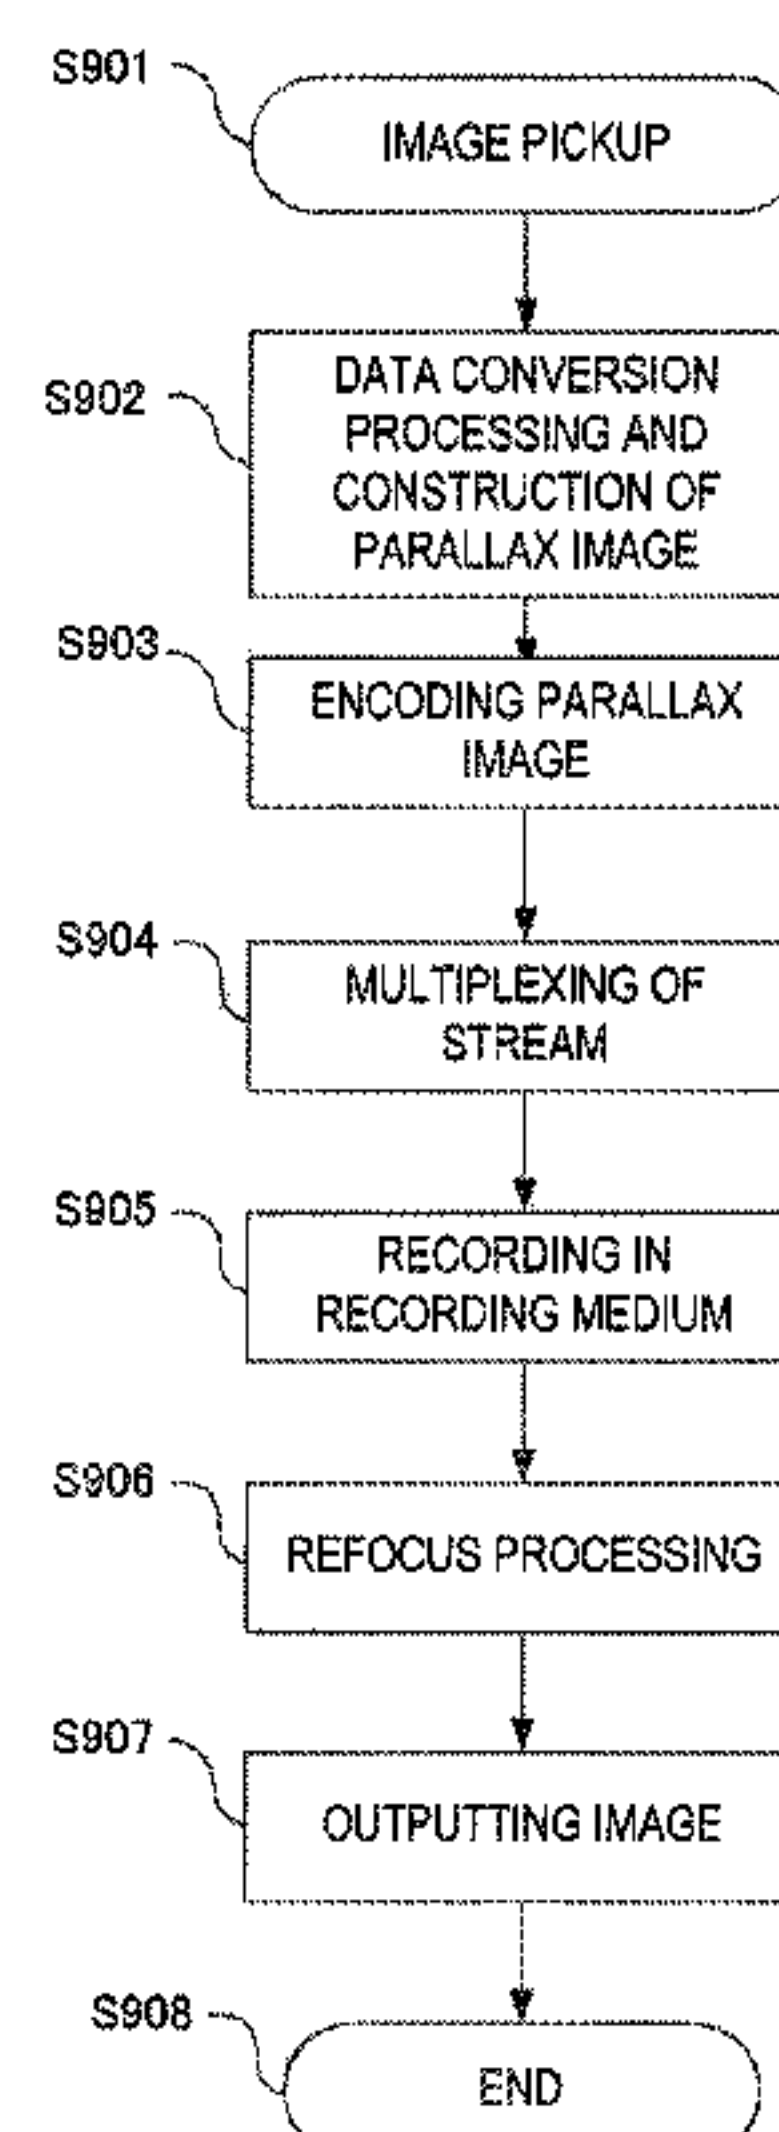 S901
IMAGE PICKUP
S902
DATA CONVERSION
PROCESSING AND
CONSTRUCTION OF
PARALLAX IMAGE
S903
ENCODING PARALLAX
IMAGE
S904
MULTIPLEXING OF
STREAM
S905
RECORDING IN
RECORDING MEDIUM
S906
REFOCUS PROCESSING
S907
OUTPUTTING IMAGE
S908
END